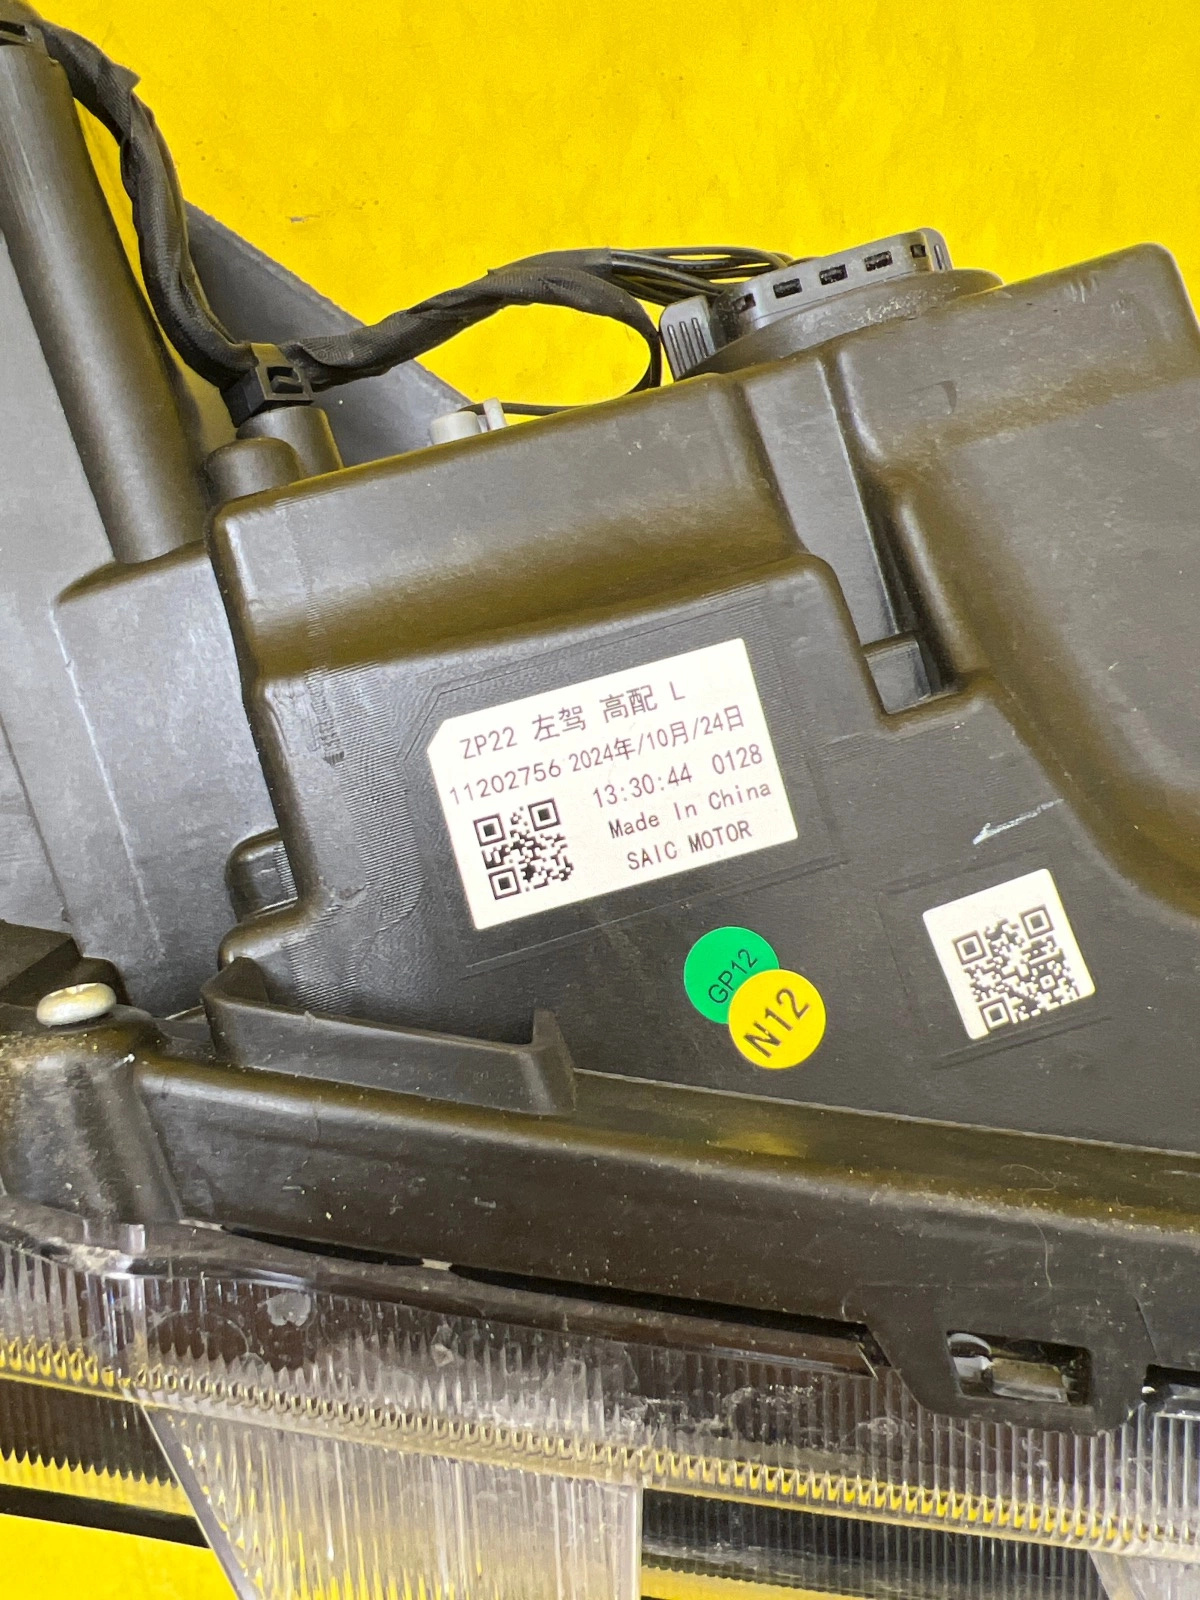 ZP22 左驾 高配 L
11202756 2024年/10月/24日
13:30:44 0128
Made In China
SAIC MOTOR
GP12
N12